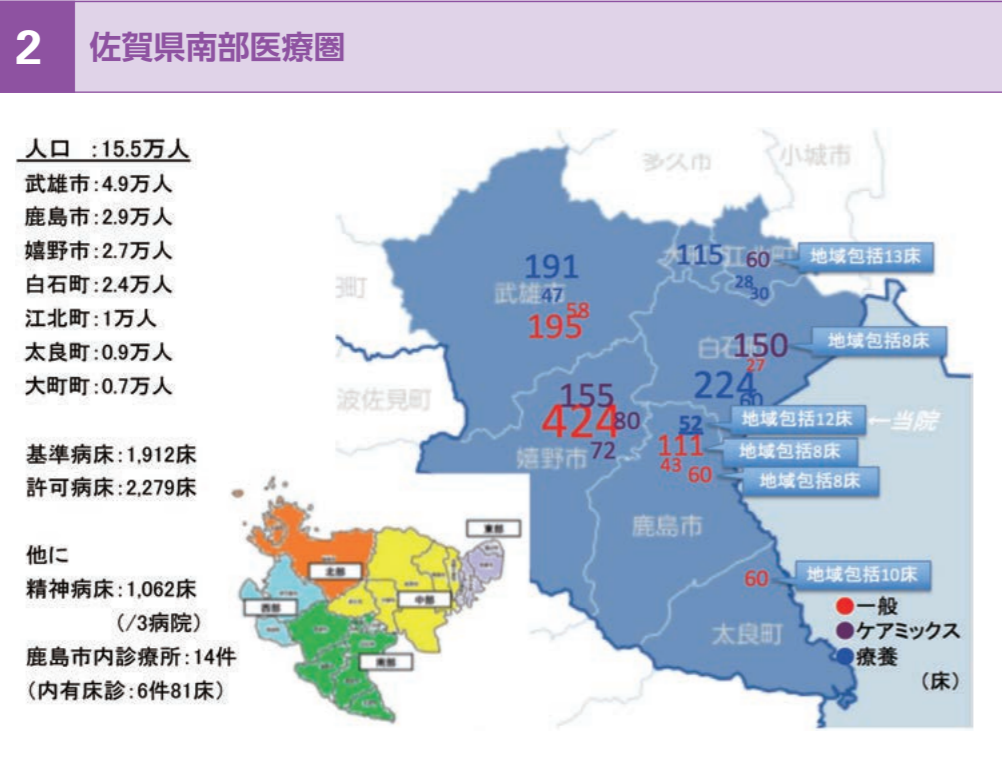 2 佐賀県南部医療圏
人口 :15.5万人
武雄市:4.9万人
鹿島市:2.9万人
嬉野市:2.7万人
白石町:2.4万人
江北町:1万人
太良町:0.9万人
大町町:0.7万人
基準病床:1,912床
許可病床:2,279床
他に
精神病床:1,062床
(/3病院)
鹿島市内診療所:14件
(内有床診:6件81床)
多久市
小城市
115
60
地域包括13床
191
28
30
武雄市
47
58
195
150
地域包括8床
白石町
27
波佐見町
155
224
60
424
80
52
地域包括12床
←当院
111
地域包括8床
嬉野市
72
43
60
地域包括8床
鹿島市
60
地域包括10床
太良町
一般
ケアミックス
療養
(床)
東部
北部
西部
中部
南部